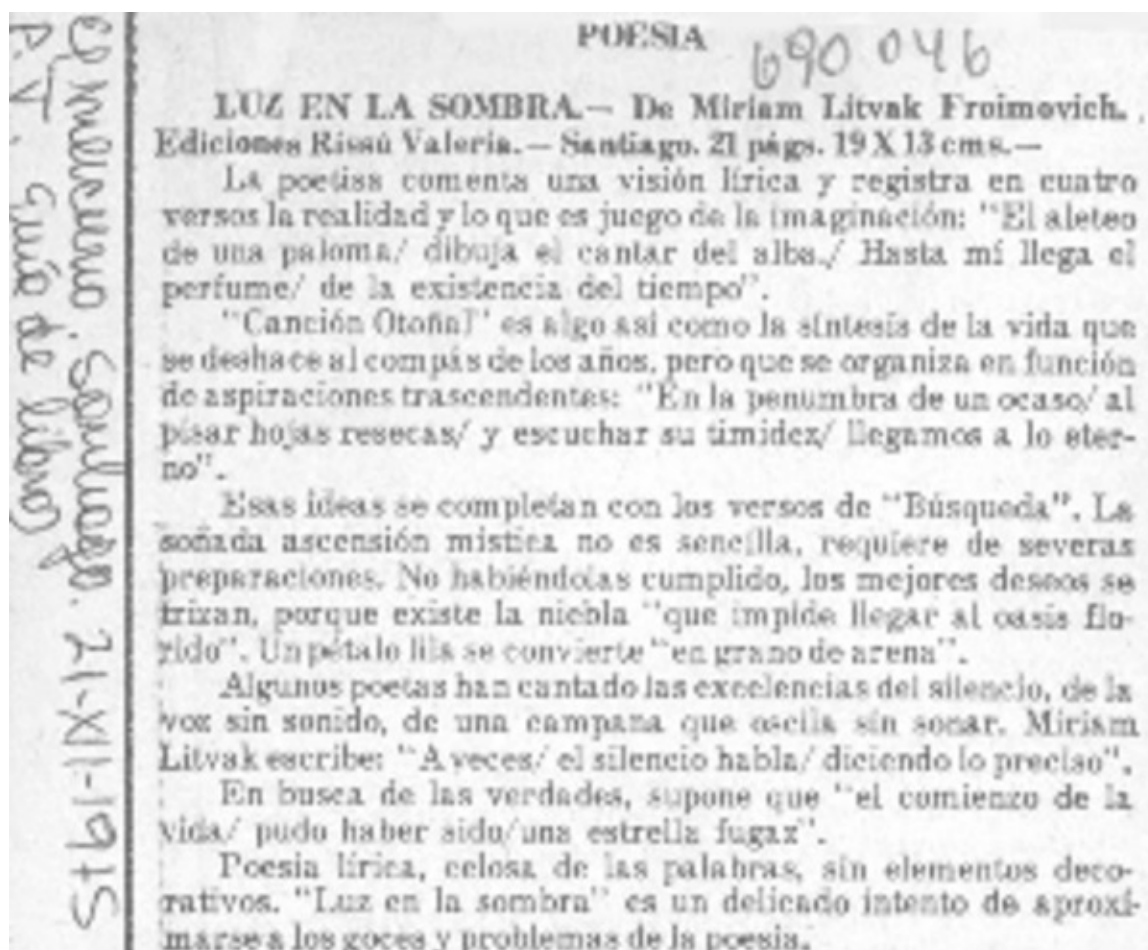 POESIA
690 046
LUZ EN LA SOMBRA.— De Miriam Litvak Froimovich.
Ediciones Rissú Valería.— Santiago. 21 págs. 19 X 13 cms.—
La poetisa comenta una visión lírica y registra en cuatro
versos la realidad y lo que es juego de la imaginación: "El aleteo
de una paloma/ dibuja el cantar del alba./ Hasta mí llega el
perfume/ de la existencia del tiempo".
"Canción Otoñal" es algo así como la síntesis de la vida que
se deshace al compás de los años, pero que se organiza en función
de aspiraciones trascendentes: "En la penumbra de un ocaso/ al
pisar hojas resecas/ y escuchar su timidez/ llegamos a lo eter-
no".
Esas ideas se completan con los versos de "Búsqueda". La
soñada ascensión mística no es sencilla, requiere de severas
preparaciones. No habiéndolas cumplido, los mejores deseos se
trizan, porque existe la niebla "que impide llegar al oasis flo-
rido". Un pétalo lila se convierte "en grano de arena".
Algunos poetas han cantado las excelencias del silencio, de la
voz sin sonido, de una campana que oscila sin sonar. Miriam
Litvak escribe: "A veces/ el silencio habla/ diciendo lo preciso".
En busca de las verdades, supone que "el comienzo de la
vida/ pudo haber sido/una estrella fugaz".
Poesía lírica, celosa de las palabras, sin elementos deco-
rativos. "Luz en la sombra" es un delicado intento de aproxi-
marse a los goces y problemas de la poesía.
El Mercurio. Santiago. 21-XII-1975
P.V. Guía de libros